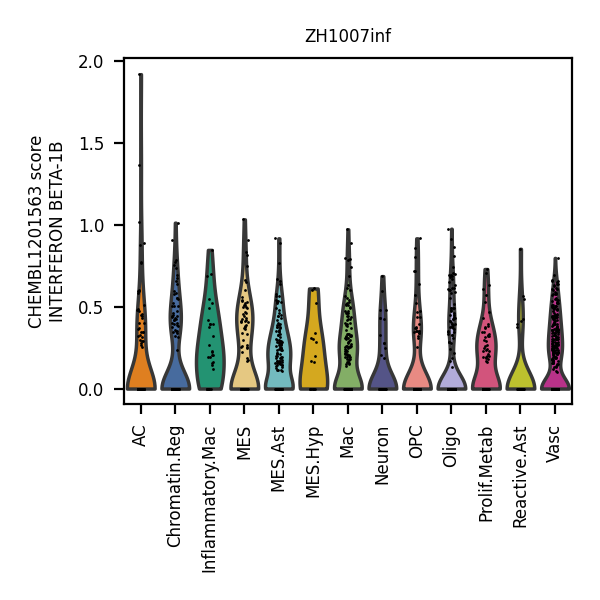 ZH1007inf
CHEMBL1201563 score
INTERFERON BETA-1B
2.0
1.5
1.0
0.5
0.0
AC
Chromatin.Reg
Inflammatory.Mac
MES
MES.Ast
MES.Hyp
Mac
Neuron
OPC
Oligo
Prolif.Metab
Reactive.Ast
Vasc